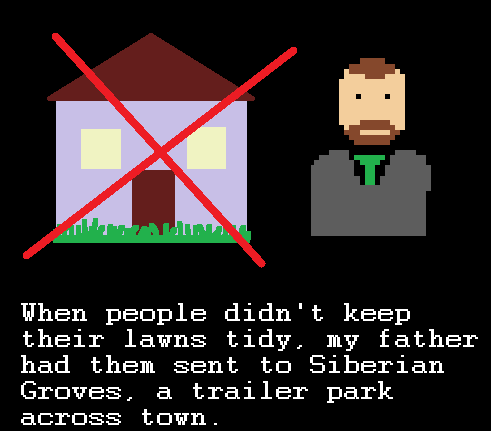 When people didn't keep
their lawns tidy, my father
had them sent to Siberian
Groves, a trailer park
across town.